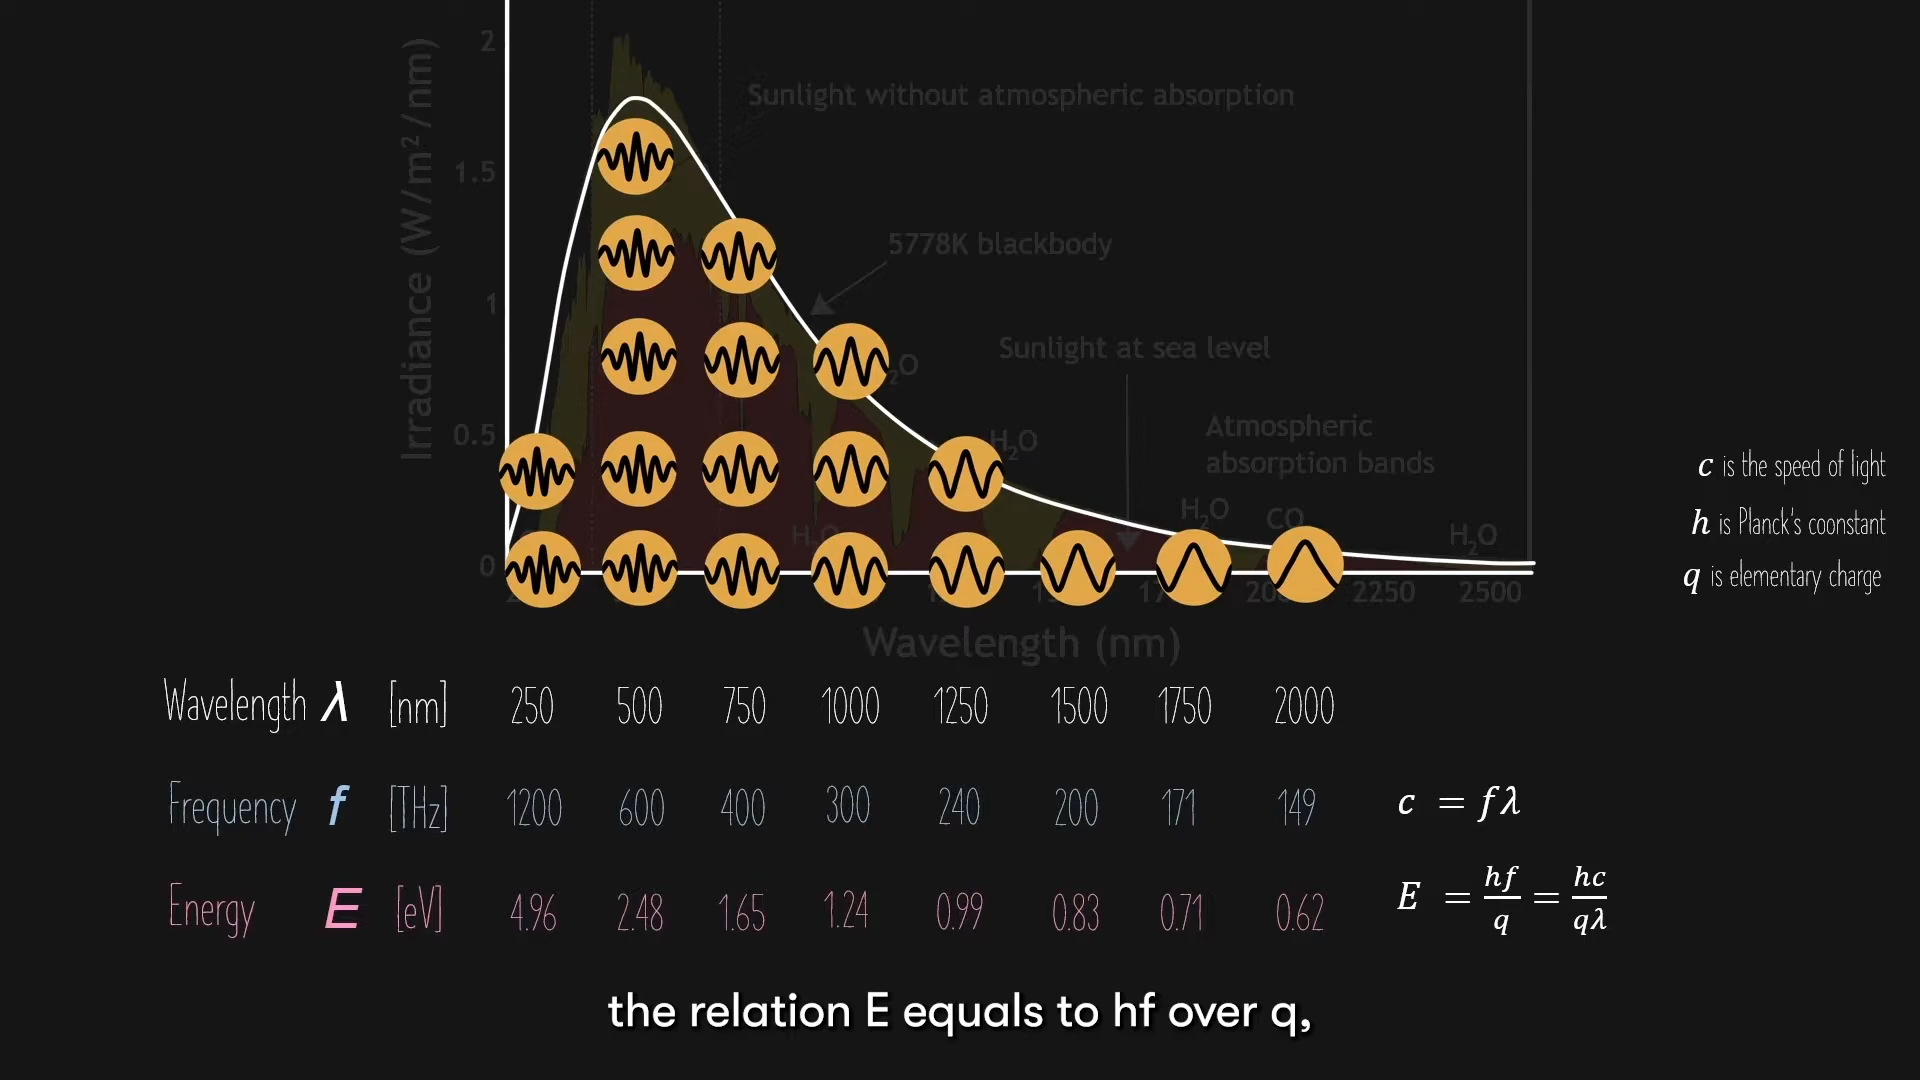 2
Sunlight without atmospheric absorption
1.5
5778K blackbody
1
Irradiance (W/m²/nm)
Sunlight at sea level
₂O
0.5
H₂O
Atmospheric
absorption bands
c is the speed of light
H₂O
CO
h is Planck's coonstant
H₂O
0
q is elementary charge
2250 2500
Wavelength (nm)
Wavelength λ [nm] 250 500 750 1000 1250 1500 1750 2000
Frequency f [THz] 1200 600 400 300 240 200 171 149 c = fλ
Energy E [eV] 4.96 2.48 1.65 1.24 0.99 0.83 0.71 0.62 E = hf/q = hc/qλ
the relation E equals to hf over q,